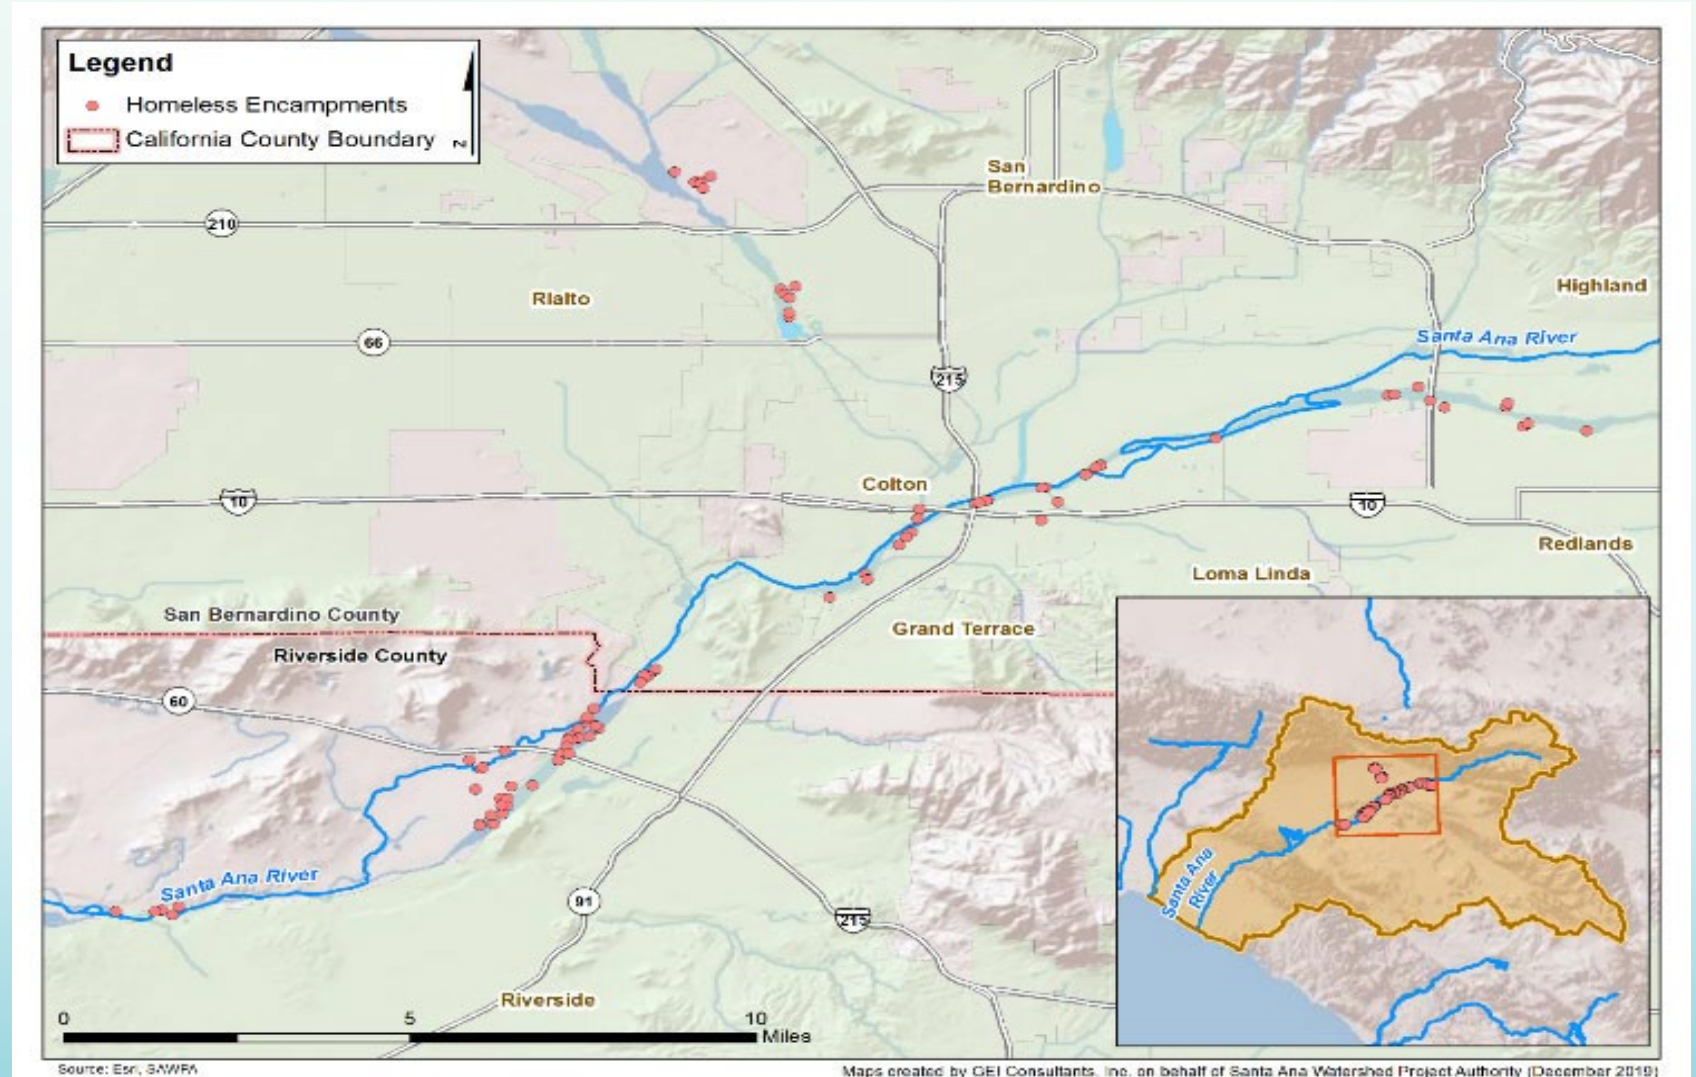 Legend
Homeless Encampments
California County Boundary
N
San
Bernardino
210
Rialto
Highland
Santa Ana River
66
215
Colton
10
10
Redlands
Loma Linda
San Bernardino County
Grand Terrace
Riverside County
60
Santa Ana River
91
215
Riverside
Santa Ana
River
0 5 10
Miles
Source: Esri, SAWPA
Maps created by GEI Consultants, Inc. on behalf of Santa Ana Watershed Project Authority (December 2019)